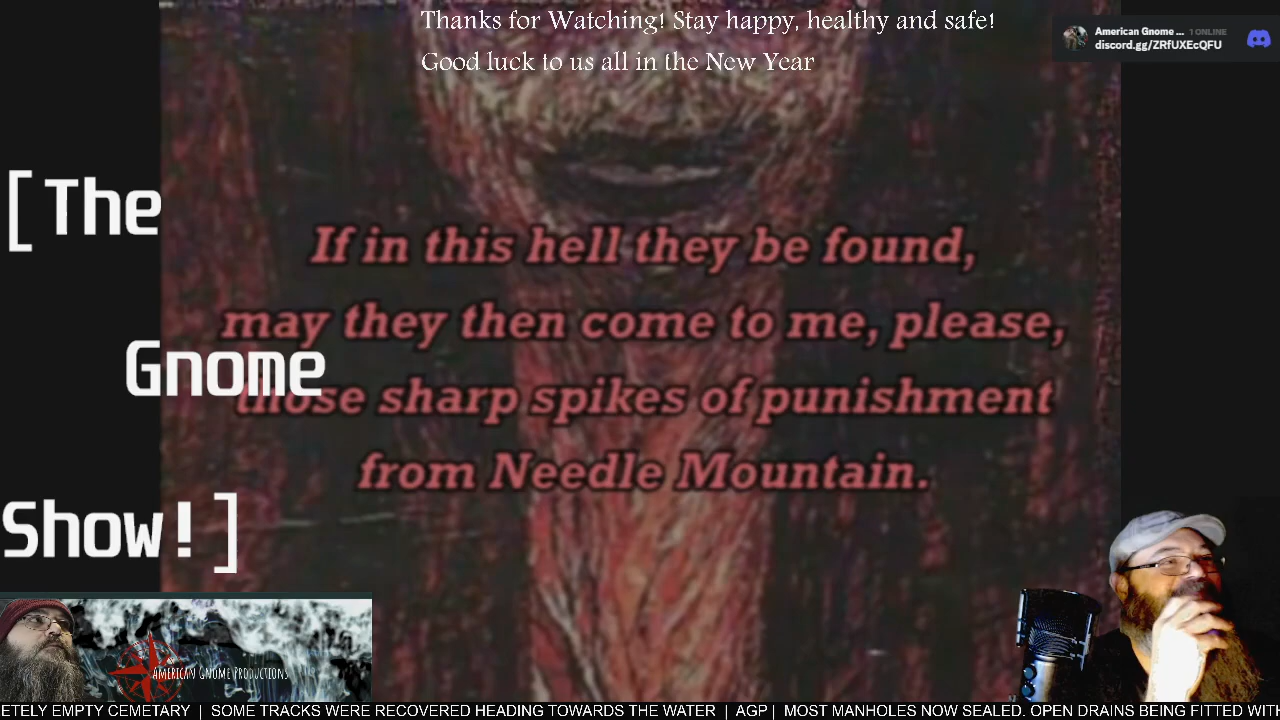 Thanks for Watching! Stay happy, healthy and safe!
Good luck to us all in the New Year
American Gnome ... 1 ONLINE
discord.gg/ZRfUXEcQFU
[The
Gnome
Show!]
If in this hell they be found,
may they then come to me, please,
those sharp spikes of punishment
from Needle Mountain.
AMERICAN GNOME PRODUCTIONS
ETELY EMPTY CEMETARY | SOME TRACKS WERE RECOVERED HEADING TOWARDS THE WATER | AGP | MOST MANHOLES NOW SEALED. OPEN DRAINS BEING FITTED WITH